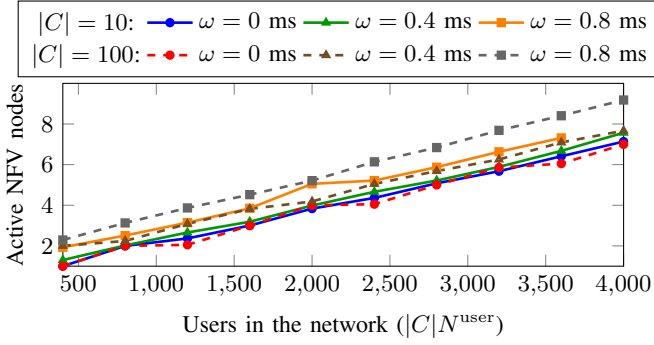 |C| = 10: ω = 0 ms ω = 0.4 ms ω = 0.8 ms
|C| = 100: ω = 0 ms ω = 0.4 ms ω = 0.8 ms
Active NFV nodes
8
6
4
2
500 1,000 1,500 2,000 2,500 3,000 3,500 4,000
Users in the network (|C|N^user)